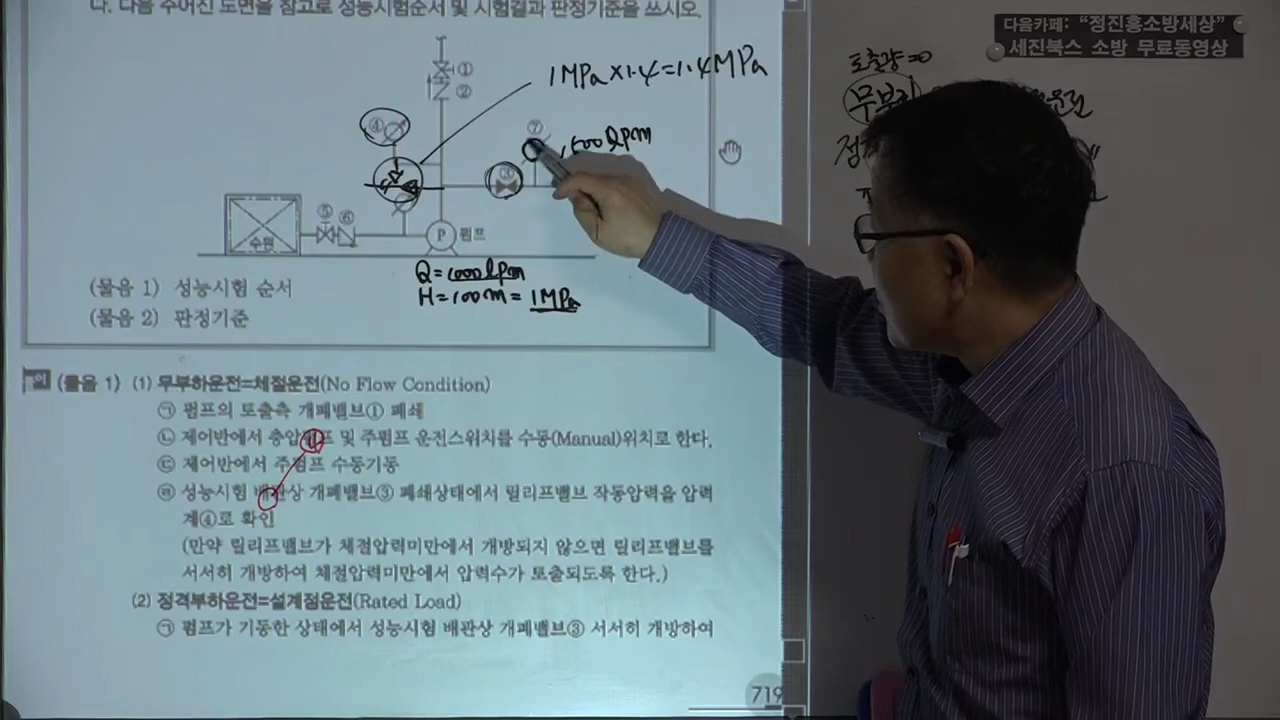 다. 다음 주어진 도면을 참고로 성능시험순서 및 시험결과 판정기준을 쓰시오.
다음카페: "정진홍소방세상"
세진북스 소방 무료동영상
①
②
1MPa×1.4=1.4MPa
토출량=0
④
⑦
1500lpm
③
⑤
⑥
수원
P
펌프
Q=1000lpm
H=100m=1MPa
(물음 1) 성능시험 순서
(물음 2) 판정기준
(물음 1) (1) 무부하운전=체절운전(No Flow Condition)
㉠ 펌프의 토출측 개폐밸브① 폐쇄
㉡ 제어반에서 충압펌프 및 주펌프 운전스위치를 수동(Manual)위치로 한다.
㉢ 제어반에서 주펌프 수동기동
㉣ 성능시험 배관상 개폐밸브③ 폐쇄상태에서 릴리프밸브 작동압력을 압력
계④로 확인
(만약 릴리프밸브가 체절압력미만에서 개방되지 않으면 릴리프밸브를
서서히 개방하여 체절압력미만에서 압력수가 토출되도록 한다.)
(2) 정격부하운전=설계점운전(Rated Load)
㉠ 펌프가 기동한 상태에서 성능시험 배관상 개폐밸브③ 서서히 개방하여
719